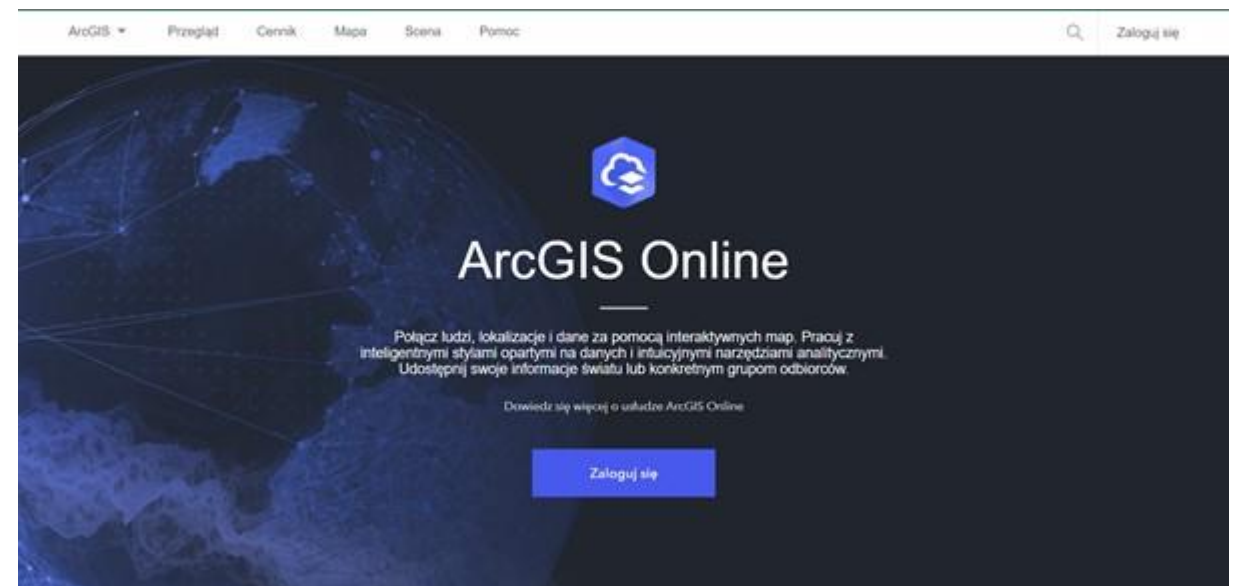 ArcGIS Przegląd Cennik Mapa Scena Pomoc Zaloguj się
ArcGIS Online
Połącz ludzi, lokalizacje i dane za pomocą interaktywnych map. Pracuj z
inteligentnymi stylami opartymi na danych i intuicyjnymi narzędziami analitycznymi.
Udostępnij swoje informacje światu lub konkretnym grupom odbiorców.
Dowiedz się więcej o usłudze ArcGIS Online
Zaloguj się